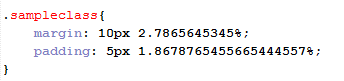 .sampleclass{
margin: 10px 2.7865645345%;
padding: 5px 1.8678765455665444557%;
}